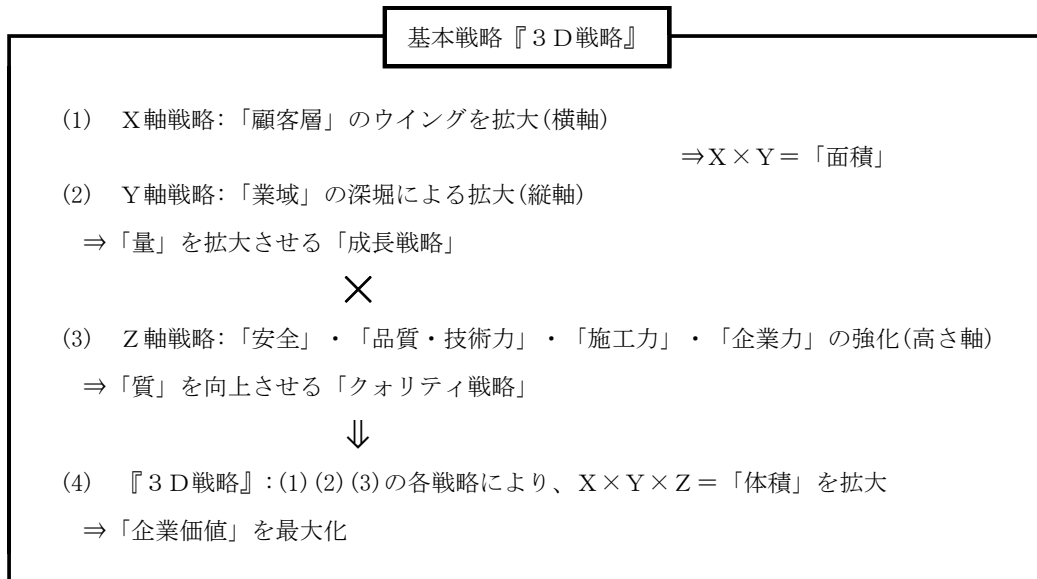 基本戦略『３Ｄ戦略』
(1)　Ｘ軸戦略：「顧客層」のウイングを拡大(横軸)
⇒Ｘ×Ｙ＝「面積」
(2)　Ｙ軸戦略：「業域」の深堀による拡大(縦軸)
⇒「量」を拡大させる「成長戦略」
×
(3)　Ｚ軸戦略：「安全」・「品質・技術力」・「施工力」・「企業力」の強化(高さ軸)
⇒「質」を向上させる「クォリティ戦略」
⇓
(4)　『３Ｄ戦略』：(1)(2)(3)の各戦略により、Ｘ×Ｙ×Ｚ＝「体積」を拡大
⇒「企業価値」を最大化